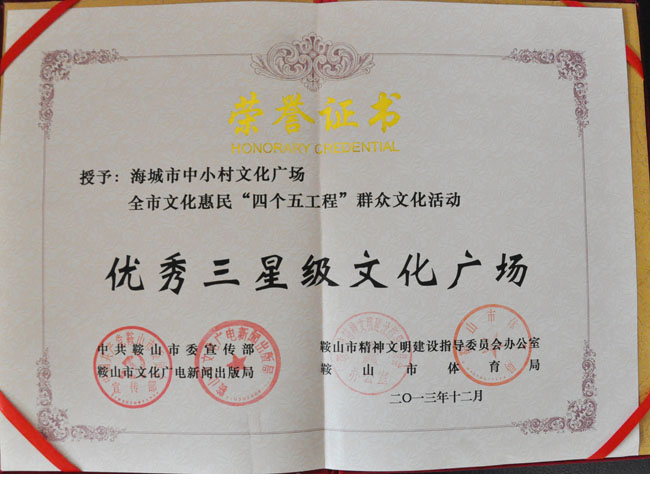 荣誉证书
HONORARY CREDENTIAL
授予：海城市中小村文化广场
全市文化惠民“四个五工程”群众文化活动
优秀三星级文化广场
中共鞍山市委宣传部
鞍山市文化广电新闻出版局
鞍山市精神文明建设指导委员会办公室
鞍山市体育局
二〇一三年十二月